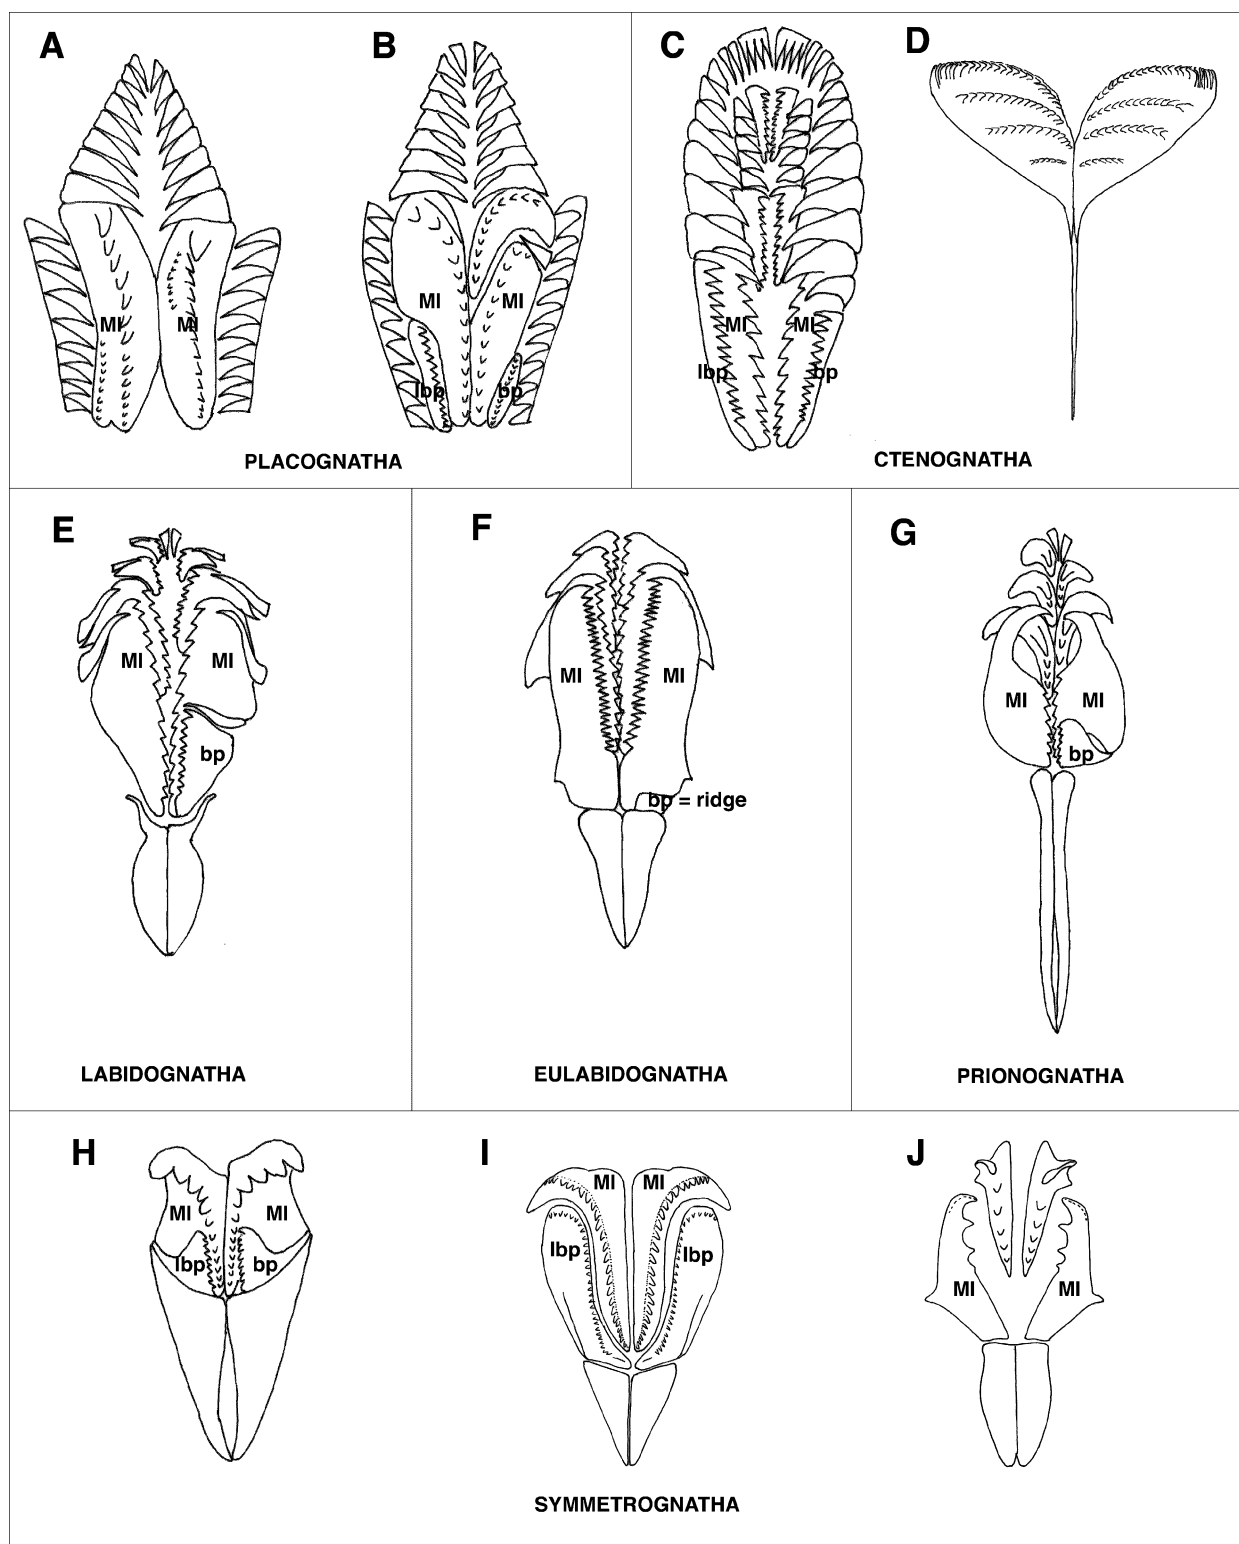 A
B
C
D
MI
MI
MI
MI
MI
MI
lbp
bp
lbp
bp
PLACOGNATHA
CTENOGNATHA
E
F
G
MI
MI
MI
MI
MI
MI
bp
bp
bp = ridge
LABIDOGNATHA
EULABIDOGNATHA
PRIONOGNATHA
H
I
J
MI
MI
MI
MI
lbp
bp
lbp
lbp
MI
MI
SYMMETROGNATHA